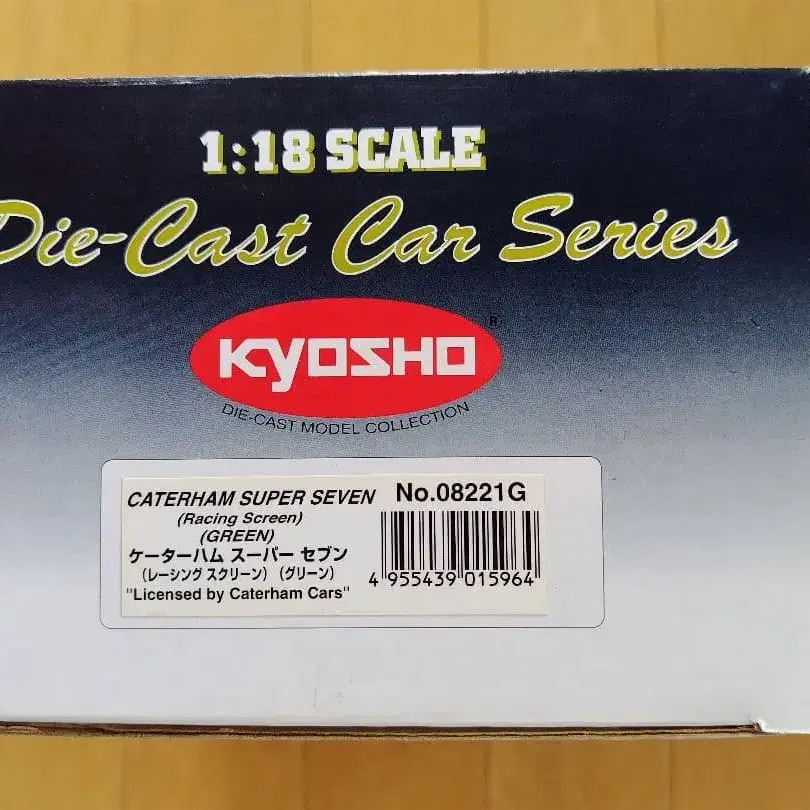 1:18 SCALE
Die-Cast Car Series
KYOSHO
R
DIE-CAST MODEL COLLECTION
CATERHAM SUPER SEVEN No.08221G
(Racing Screen)
(GREEN)
ケーターハム スーパー セブン
(レーシング スクリーン) (グリーン)
"Licensed by Caterham Cars"
4 955439 015964